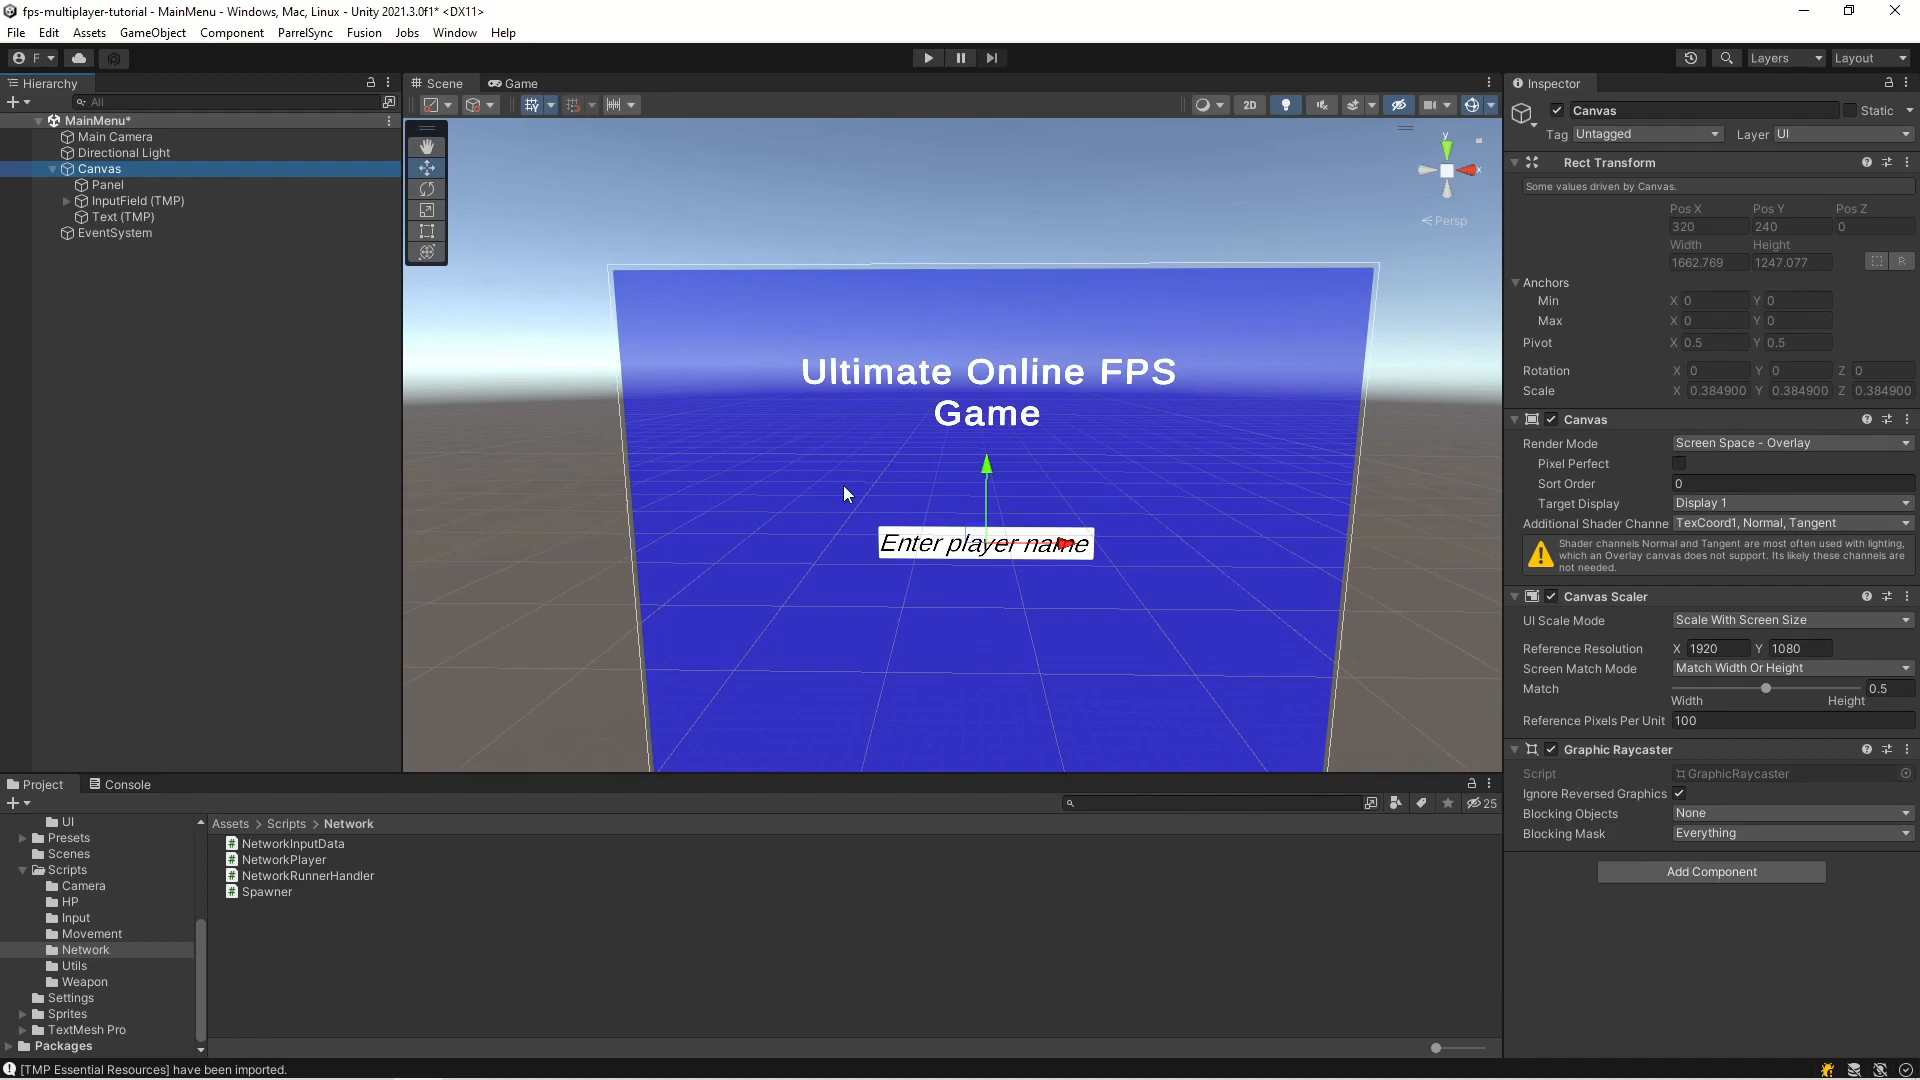 fps-multiplayer-tutorial - MainMenu - Windows, Mac, Linux - Unity 2021.3.0f1* <DX11>
File Edit Assets GameObject Component ParrelSync Fusion Jobs Window Help
F Layers Layout
Hierarchy
All
MainMenu*
Main Camera
Directional Light
Canvas
Panel
InputField (TMP)
Text (TMP)
EventSystem
Scene Game
2D
y
x
Persp
Ultimate Online FPS
Game
Enter player name
Inspector
Canvas Static
Tag Untagged Layer UI
Rect Transform
Some values driven by Canvas.
Pos X Pos Y Pos Z
320 240 0
Width Height
1662.769 1247.077 R
Anchors
Min X 0 Y 0
Max X 0 Y 0
Pivot X 0.5 Y 0.5
Rotation X 0 Y 0 Z 0
Scale X 0.384900 Y 0.384900 Z 0.384900
Canvas
Render Mode Screen Space - Overlay
Pixel Perfect
Sort Order 0
Target Display Display 1
Additional Shader Channe TexCoord1, Normal, Tangent
Shader channels Normal and Tangent are most often used with lighting,
which an Overlay canvas does not support. Its likely these channels are
not needed.
Canvas Scaler
UI Scale Mode Scale With Screen Size
Reference Resolution X 1920 Y 1080
Screen Match Mode Match Width Or Height
Match 0.5
Width Height
Reference Pixels Per Unit 100
Graphic Raycaster
Script GraphicRaycaster
Ignore Reversed Graphics
Blocking Objects None
Blocking Mask Everything
Add Component
Project Console
25
UI
Presets
Scenes
Scripts
Camera
HP
Input
Movement
Network
Utils
Weapon
Settings
Sprites
TextMesh Pro
Packages
Assets > Scripts > Network
# NetworkInputData
# NetworkPlayer
# NetworkRunnerHandler
# Spawner
[TMP Essential Resources] have been imported.